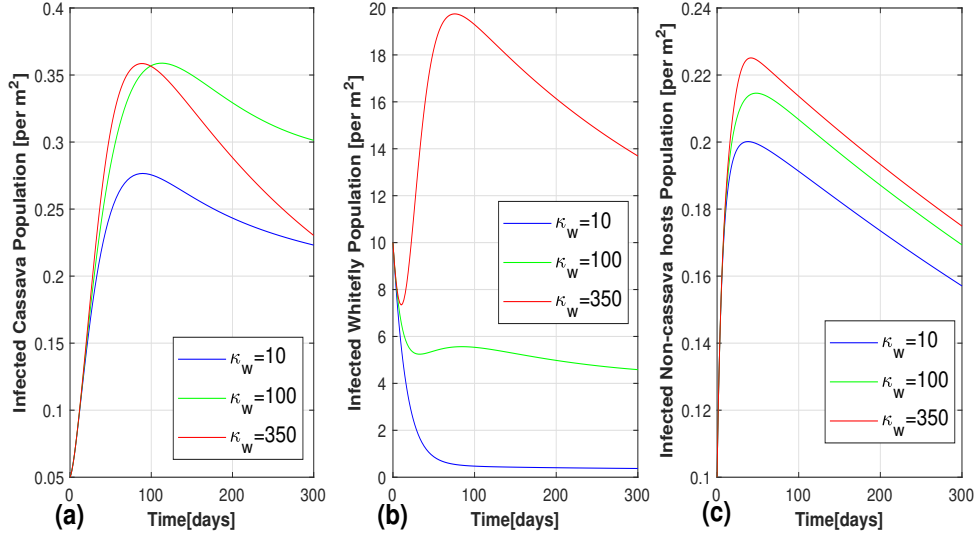 Infected Cassava Population [per m²]
0.4
0.35
0.3
0.25
0.2
0.15
0.1
0.05
κW=10
κW=100
κW=350
0 100 200 300
Time[days]
(a)
Infected Whitefly Population [per m²]
20
18
16
14
12
10
8
6
4
2
0
κW=10
κW=100
κW=350
0 100 200 300
Time[days]
(b)
Infected Non-cassava hosts Population [per m²]
0.24
0.22
0.2
0.18
0.16
0.14
0.12
0.1
κW=10
κW=100
κW=350
0 100 200 300
Time[days]
(c)